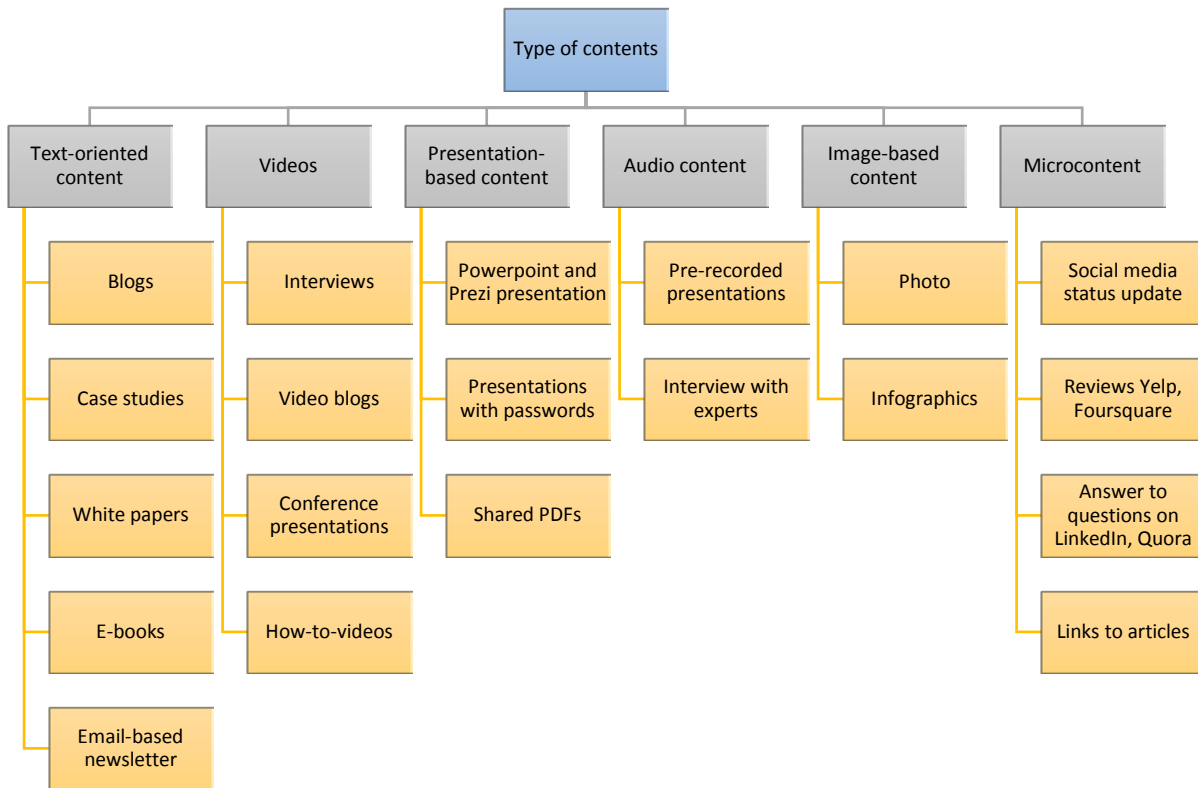 Type of contents
Text-oriented
content
Blogs
Case studies
White papers
E-books
Email-based
newsletter
Videos
Interviews
Video blogs
Conference
presentations
How-to-videos
Presentation-
based content
Powerpoint and
Prezi presentation
Presentations
with passwords
Shared PDFs
Audio content
Pre-recorded
presentations
Interview with
experts
Image-based
content
Photo
Infographics
Microcontent
Social media
status update
Reviews Yelp,
Foursquare
Answer to
questions on
LinkedIn, Quora
Links to articles